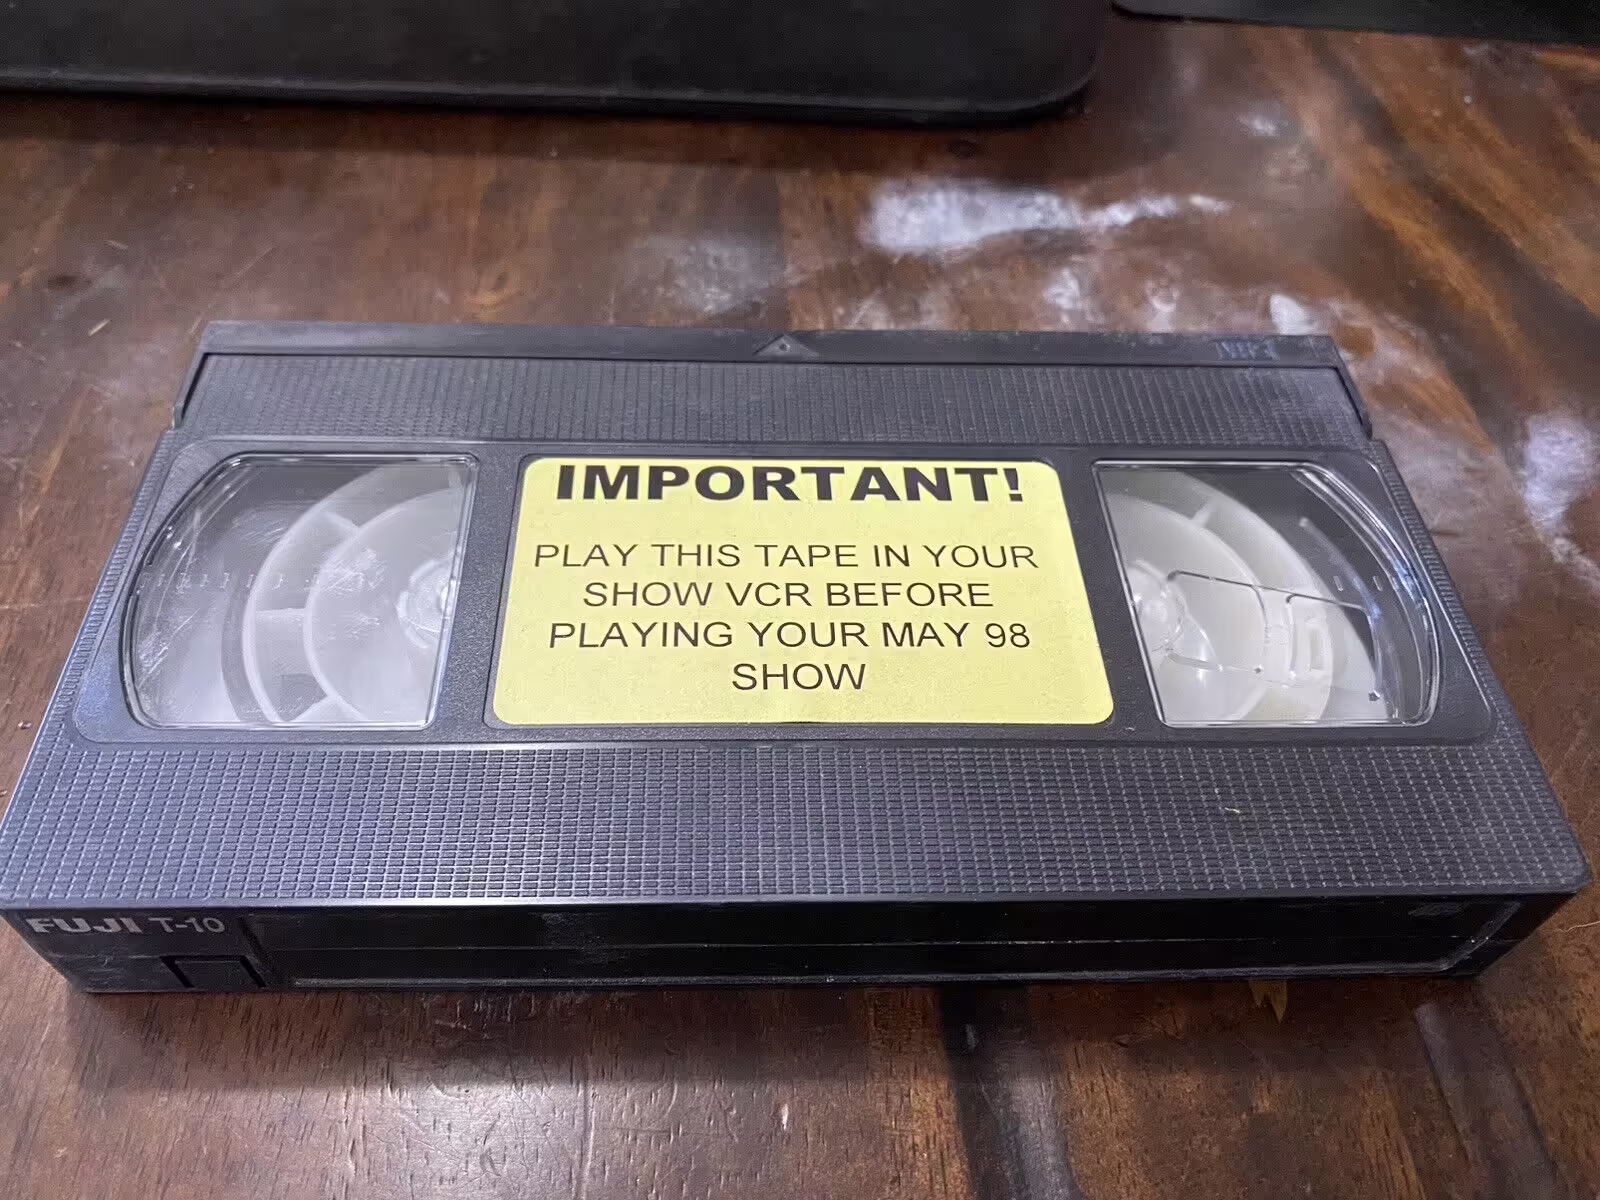 IMPORTANT!
PLAY THIS TAPE IN YOUR
SHOW VCR BEFORE
PLAYING YOUR MAY 98
SHOW
FUJI T-10